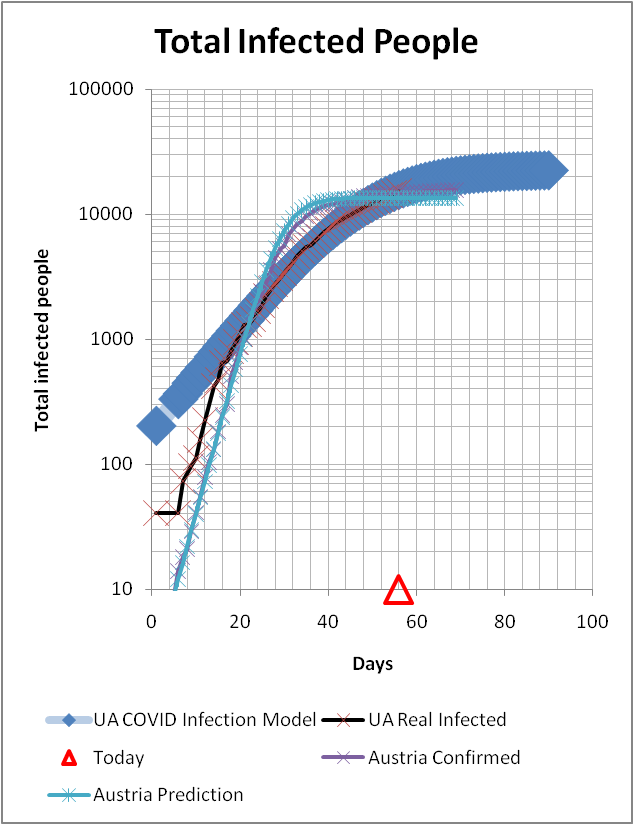 Total Infected People
100000
10000
1000
100
10
Total infected people
0 20 40 60 80 100
Days
UA COVID Infection Model UA Real Infected
Today Austria Confirmed
Austria Prediction